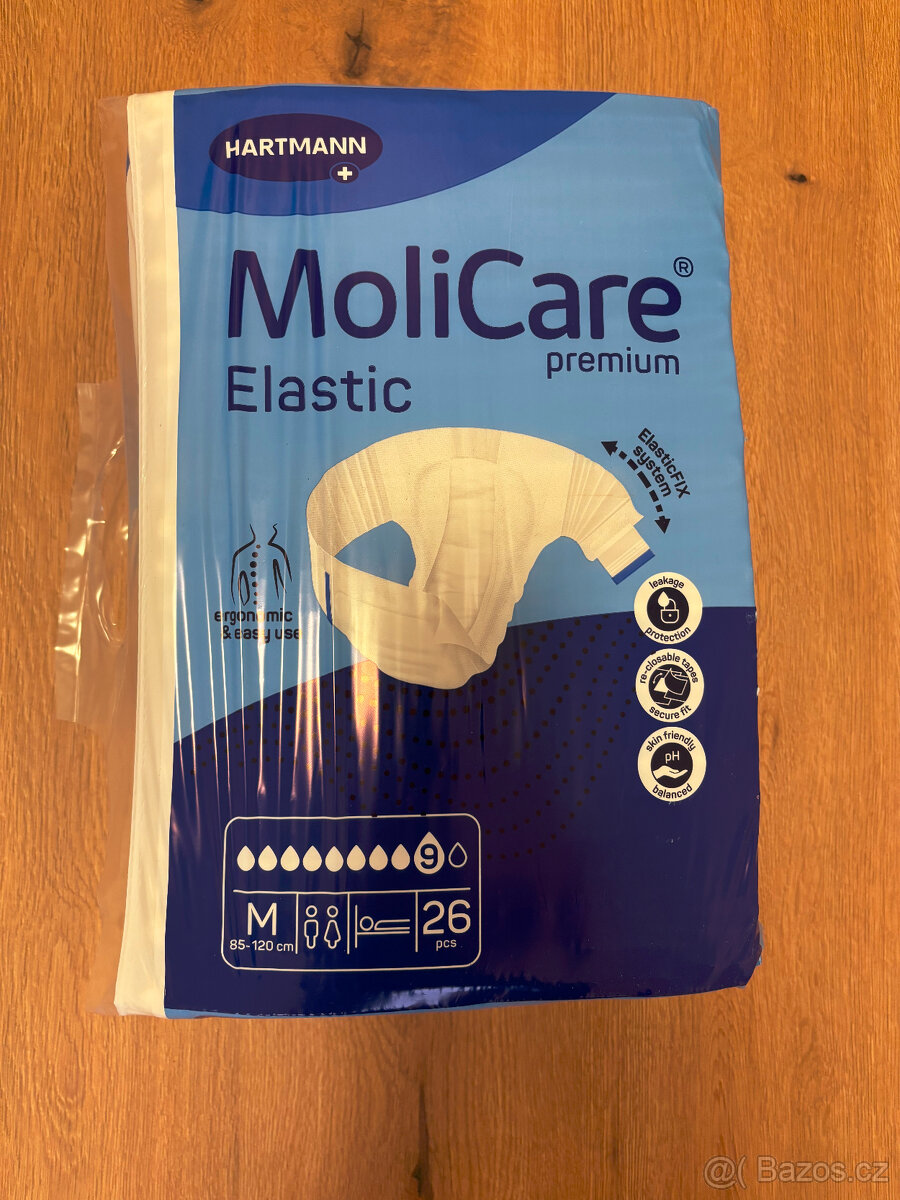 HARTMANN
MoliCare®
premium
Elastic
ElasticFIX
system
ergonomic
& easy use
leakage
protection
re-closable tapes
secure fit
skin friendly
pH
balanced
9
M
85-120 cm
26
pcs
@( Bazos.cz